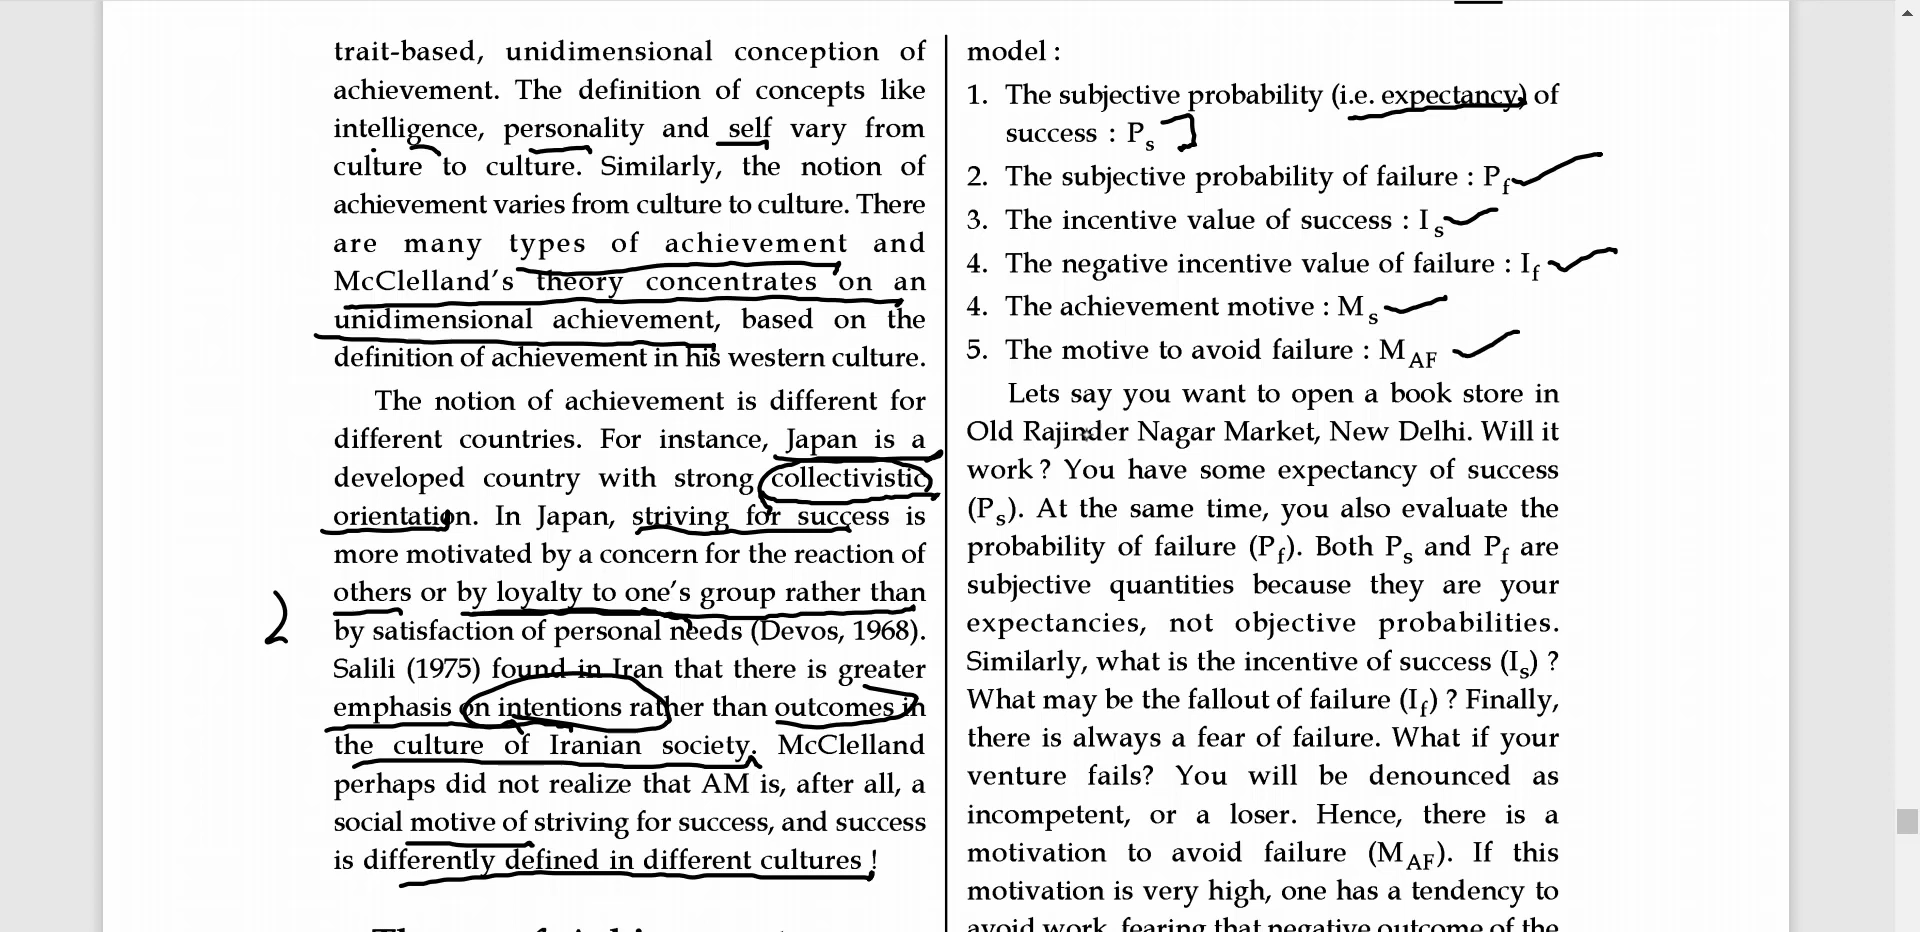 trait-based, unidimensional conception of
achievement. The definition of concepts like
intelligence, personality and self vary from
culture to culture. Similarly, the notion of
achievement varies from culture to culture. There
are many types of achievement and
McClelland's theory concentrates on an
unidimensional achievement, based on the
definition of achievement in his western culture.
The notion of achievement is different for
different countries. For instance, Japan is a
developed country with strong collectivistic
orientation. In Japan, striving for success is
more motivated by a concern for the reaction of
others or by loyalty to one's group rather than
by satisfaction of personal needs (Devos, 1968).
Salili (1975) found in Iran that there is greater
emphasis on intentions rather than outcomes in
the culture of Iranian society. McClelland
perhaps did not realize that AM is, after all, a
social motive of striving for success, and success
is differently defined in different cultures !
2
model :
1. The subjective probability (i.e. expectancy) of
success : Ps
2. The subjective probability of failure : Pf
3. The incentive value of success : Is
4. The negative incentive value of failure : If
4. The achievement motive : Ms
5. The motive to avoid failure : MAF
Lets say you want to open a book store in
Old Rajinder Nagar Market, New Delhi. Will it
work ? You have some expectancy of success
(Ps). At the same time, you also evaluate the
probability of failure (Pf). Both Ps and Pf are
subjective quantities because they are your
expectancies, not objective probabilities.
Similarly, what is the incentive of success (Is) ?
What may be the fallout of failure (If) ? Finally,
there is always a fear of failure. What if your
venture fails? You will be denounced as
incompetent, or a loser. Hence, there is a
motivation to avoid failure (MAF). If this
motivation is very high, one has a tendency to
avoid work, fearing that negative outcome of the